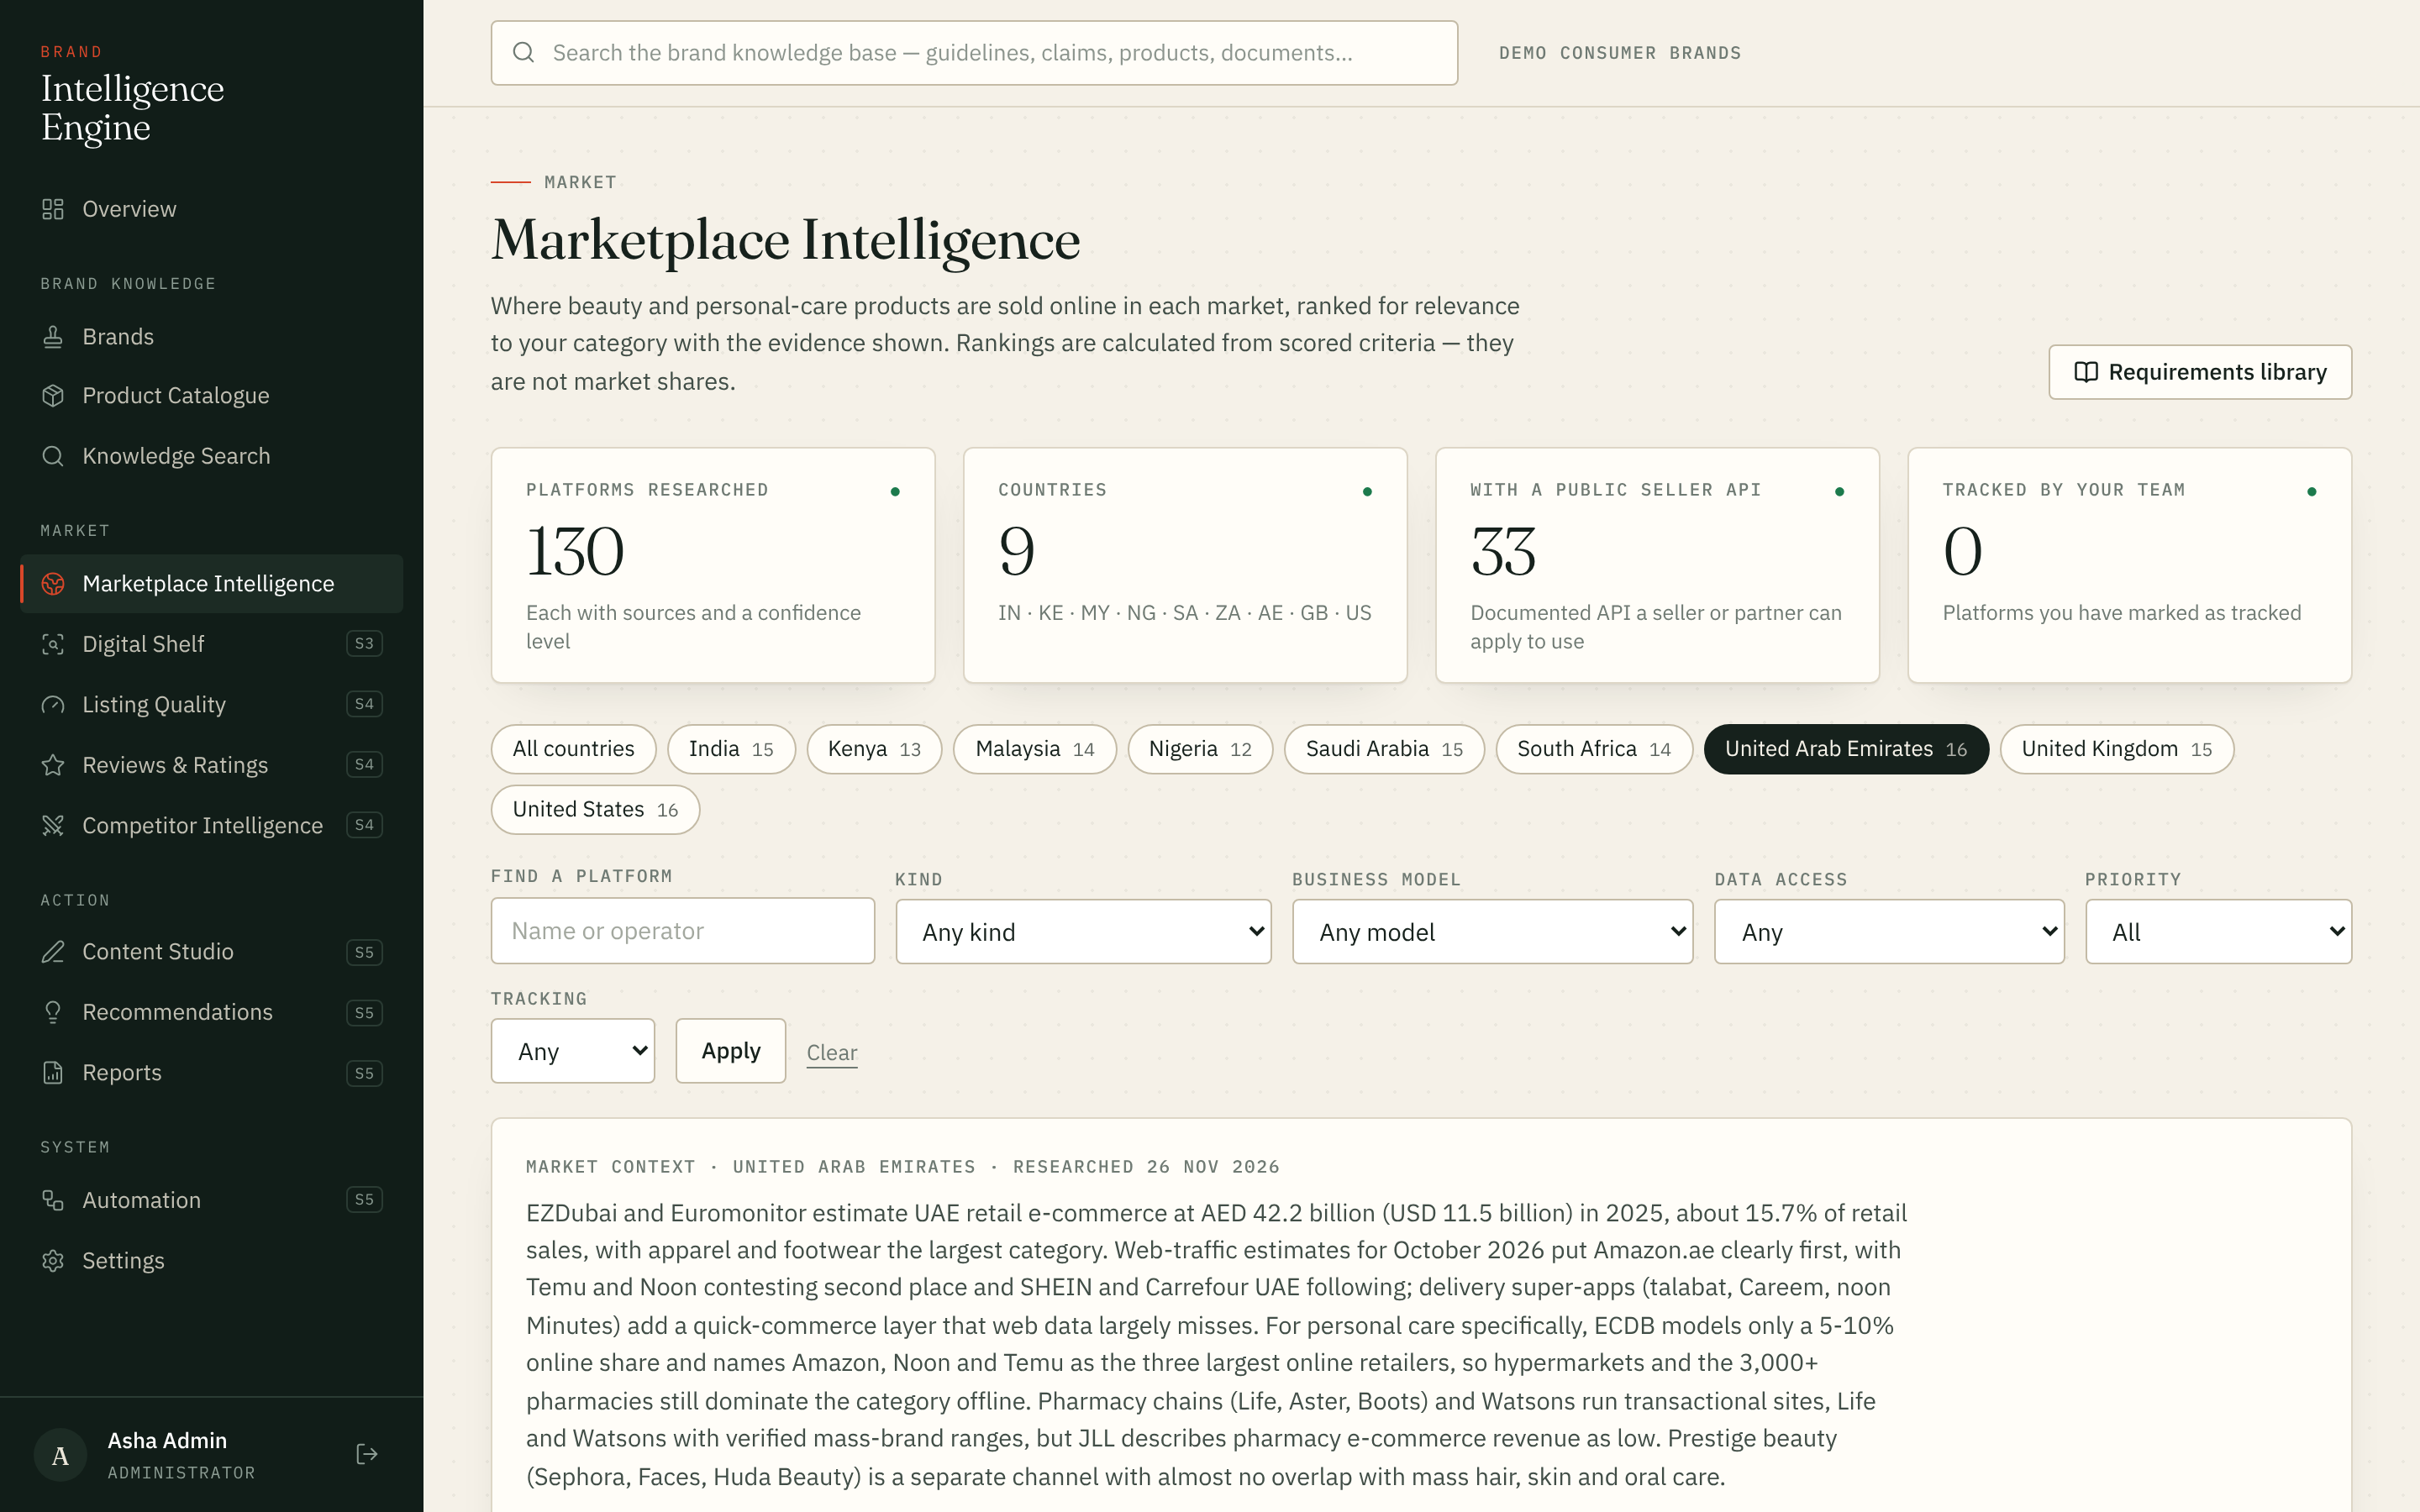 BRAND
Intelligence
Engine
Overview
BRAND KNOWLEDGE
Brands
Product Catalogue
Knowledge Search
MARKET
Marketplace Intelligence
Digital Shelf S3
Listing Quality S4
Reviews & Ratings S4
Competitor Intelligence S4
ACTION
Content Studio S5
Recommendations S5
Reports S5
SYSTEM
Automation S5
Settings
A
Asha Admin
ADMINISTRATOR
Search the brand knowledge base — guidelines, claims, products, documents...
DEMO CONSUMER BRANDS
MARKET
Marketplace Intelligence
Where beauty and personal-care products are sold online in each market, ranked for relevance
to your category with the evidence shown. Rankings are calculated from scored criteria — they
are not market shares.
Requirements library
PLATFORMS RESEARCHED
130
Each with sources and a confidence
level
COUNTRIES
9
IN · KE · MY · NG · SA · ZA · AE · GB · US
WITH A PUBLIC SELLER API
33
Documented API a seller or partner can
apply to use
TRACKED BY YOUR TEAM
0
Platforms you have marked as tracked
All countries India 15 Kenya 13 Malaysia 14 Nigeria 12 Saudi Arabia 15 South Africa 14 United Arab Emirates 16 United Kingdom 15
United States 16
FIND A PLATFORM KIND BUSINESS MODEL DATA ACCESS PRIORITY
Name or operator Any kind Any model Any All
TRACKING
Any Apply Clear
MARKET CONTEXT · UNITED ARAB EMIRATES · RESEARCHED 26 NOV 2026
EZDubai and Euromonitor estimate UAE retail e-commerce at AED 42.2 billion (USD 11.5 billion) in 2025, about 15.7% of retail
sales, with apparel and footwear the largest category. Web-traffic estimates for October 2026 put Amazon.ae clearly first, with
Temu and Noon contesting second place and SHEIN and Carrefour UAE following; delivery super-apps (talabat, Careem, noon
Minutes) add a quick-commerce layer that web data largely misses. For personal care specifically, ECDB models only a 5-10%
online share and names Amazon, Noon and Temu as the three largest online retailers, so hypermarkets and the 3,000+
pharmacies still dominate the category offline. Pharmacy chains (Life, Aster, Boots) and Watsons run transactional sites, Life
and Watsons with verified mass-brand ranges, but JLL describes pharmacy e-commerce revenue as low. Prestige beauty
(Sephora, Faces, Huda Beauty) is a separate channel with almost no overlap with mass hair, skin and oral care.